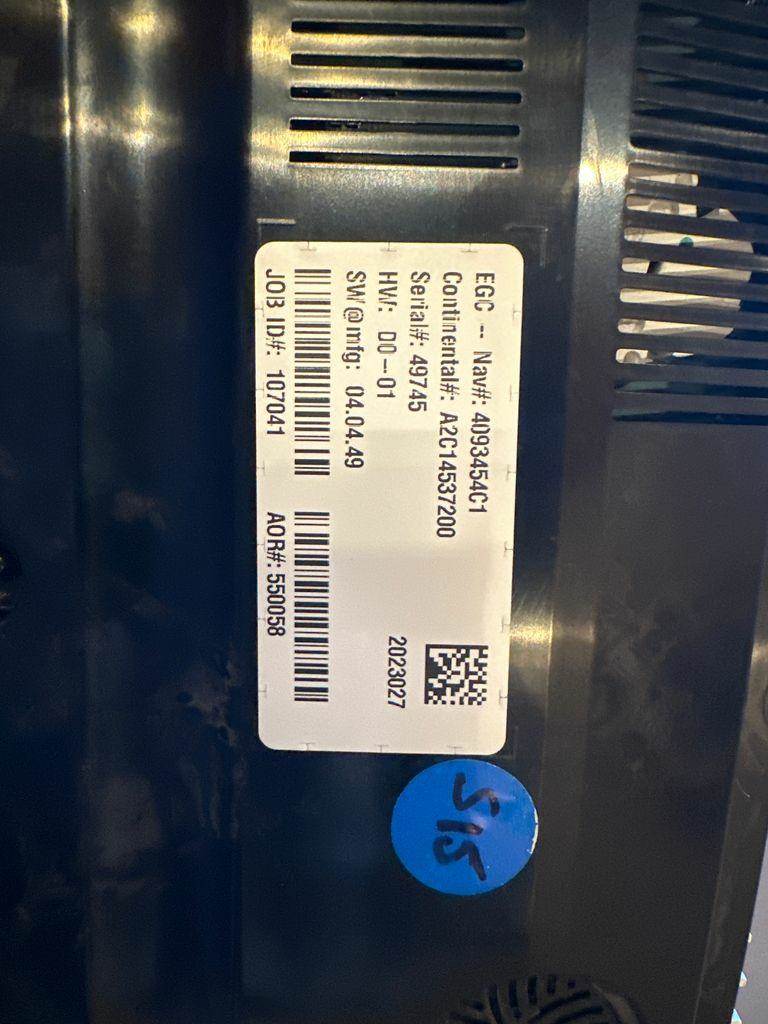 EGC -- Nav#: 4093454C1
Continental#: A2C14537200
Serial#: 49745
HW: D0-01
2023027
SW@mfg: 04.04.49
JOB ID#: 107041
AOR#: 550058
S15